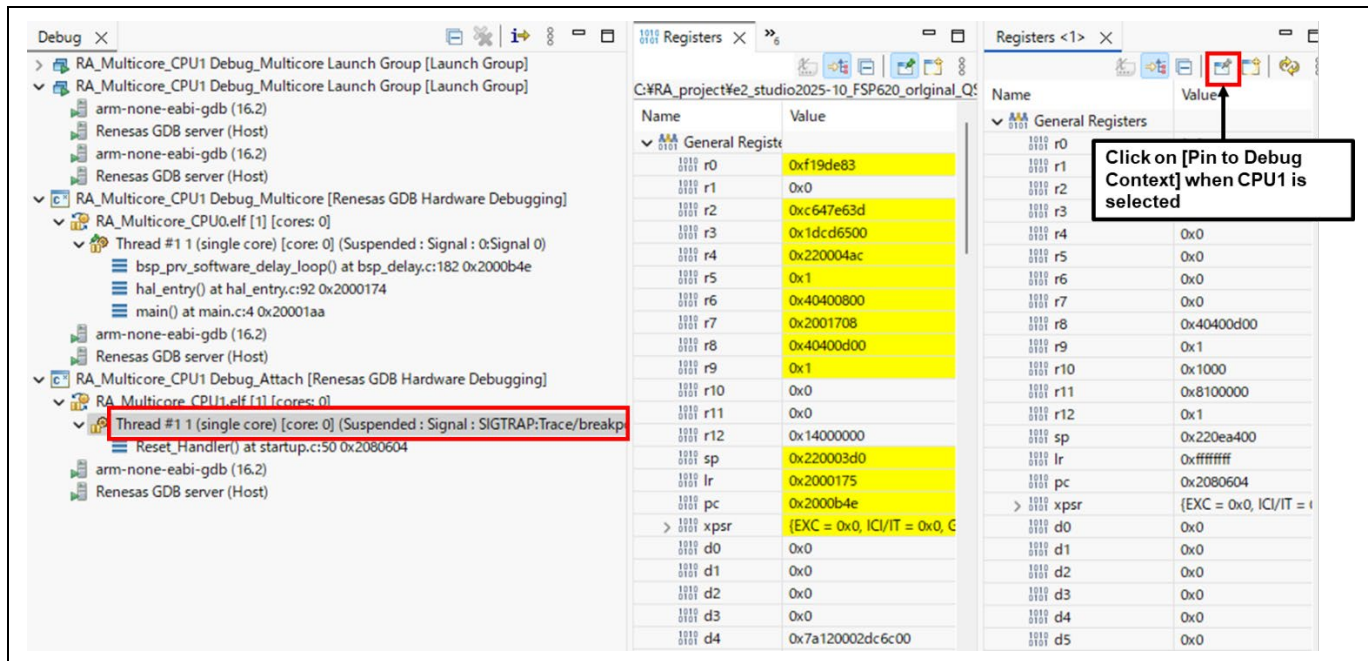 Debug
RA_Multicore_CPU1 Debug_Multicore Launch Group [Launch Group]
RA_Multicore_CPU1 Debug_Multicore Launch Group [Launch Group]
arm-none-eabi-gdb (16.2)
Renesas GDB server (Host)
arm-none-eabi-gdb (16.2)
Renesas GDB server (Host)
RA_Multicore_CPU1 Debug_Multicore [Renesas GDB Hardware Debugging]
RA_Multicore_CPU0.elf [1] [cores: 0]
Thread #1 1 (single core) [core: 0] (Suspended : Signal : 0:Signal 0)
bsp_prv_software_delay_loop() at bsp_delay.c:182 0x2000b4e
hal_entry() at hal_entry.c:92 0x2000174
main() at main.c:4 0x20001aa
arm-none-eabi-gdb (16.2)
Renesas GDB server (Host)
RA_Multicore_CPU1 Debug_Attach [Renesas GDB Hardware Debugging]
RA_Multicore_CPU1.elf [1] [cores: 0]
Thread #1 1 (single core) [core: 0] (Suspended : Signal : SIGTRAP:Trace/breakp
Reset_Handler() at startup.c:50 0x2080604
arm-none-eabi-gdb (16.2)
Renesas GDB server (Host)
Registers
6
C:¥RA_project¥e2_studio2025-10_FSP620_orlginal_QS
Name Value
General Registe
r0 0xf19de83
r1 0x0
r2 0xc647e63d
r3 0x1dcd6500
r4 0x220004ac
r5 0x1
r6 0x40400800
r7 0x2001708
r8 0x40400d00
r9 0x1
r10 0x0
r11 0x0
r12 0x14000000
sp 0x220003d0
lr 0x2000175
pc 0x2000b4e
xpsr {EXC = 0x0, ICI/IT = 0x0, G
d0 0x0
d1 0x0
d2 0x0
d3 0x0
d4 0x7a120002dc6c00
Registers <1>
Name Value
General Registers
r0
r1
r2
r3
r4 0x0
r5 0x0
r6 0x0
r7 0x0
r8 0x40400d00
r9 0x1
r10 0x1000
r11 0x8100000
r12 0x1
sp 0x220ea400
lr 0xffffffff
pc 0x2080604
xpsr {EXC = 0x0, ICI/IT =
d0 0x0
d1 0x0
d2 0x0
d3 0x0
d4 0x0
d5 0x0
Click on [Pin to Debug
Context] when CPU1 is
selected